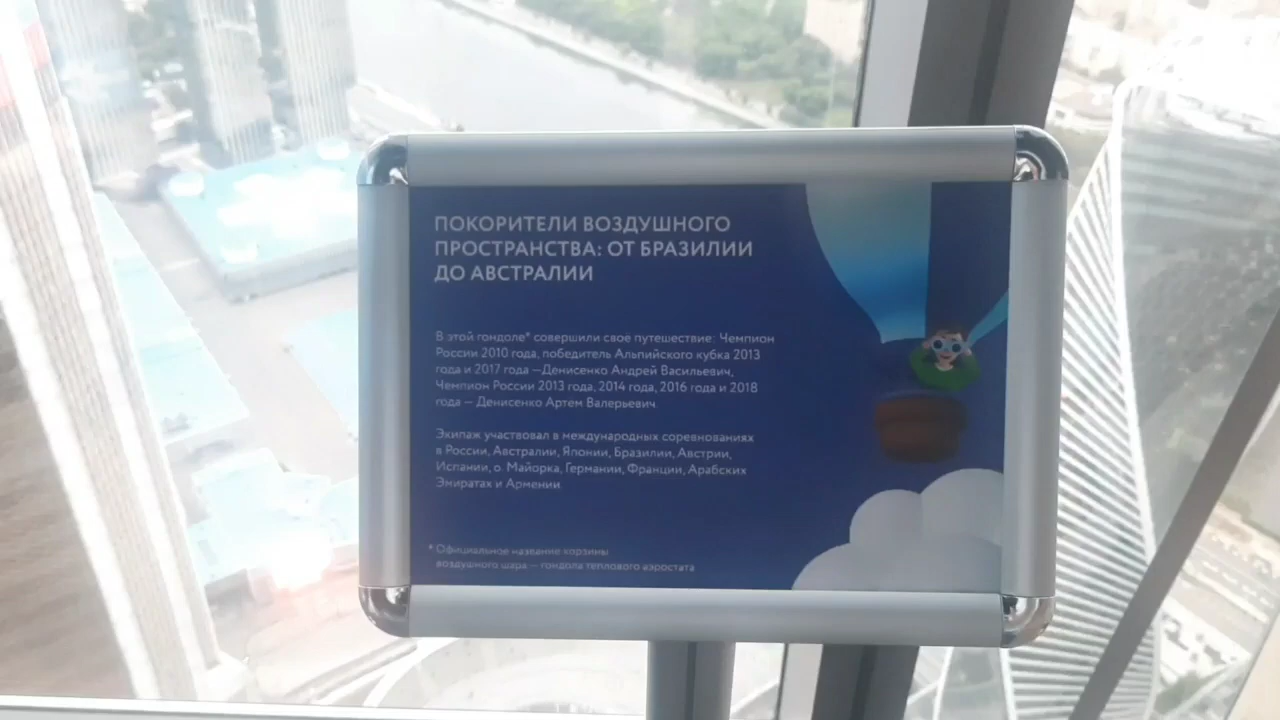 ПОКОРИТЕЛИ ВОЗДУШНОГО
ПРОСТРАНСТВА: ОТ БРАЗИЛИИ
ДО АВСТРАЛИИ
В этой гондоле* совершили своё путешествие: Чемпион
России 2010 года, победитель Альпийского кубка 2013
года и 2017 года —Денисенко Андрей Васильевич,
Чемпион России 2013 года, 2014 года, 2016 года и 2018
года — Денисенко Артём Валерьевич.
Экипаж участвовал в международных соревнованиях
в России, Австралии, Японии, Бразилии, Австрии,
Испании, о. Майорка, Германии, Франции, Арабских
Эмиратах и Армении.
* Официальное название корзины
воздушного шара — гондола теплового аэростата